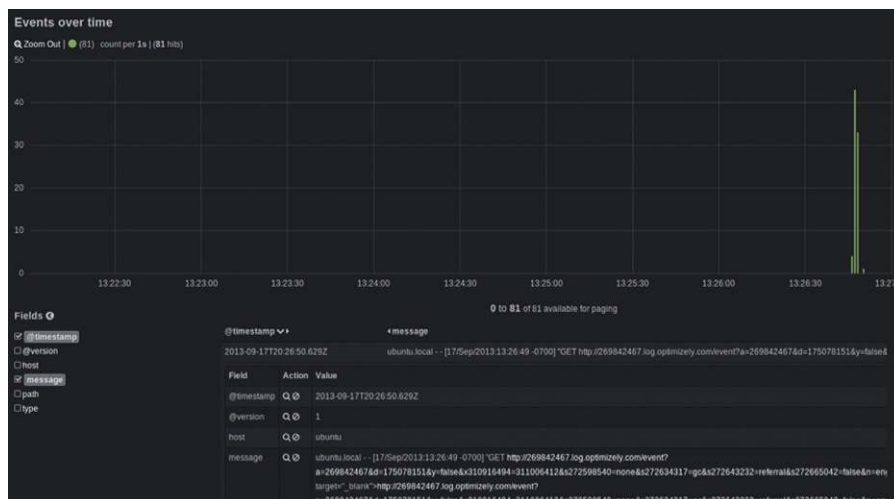 Events over time
Zoom Out | (81) count per 1s | (81 hits)
50
40
30
20
10
0
13:22:30 13:23:00 13:23:30 13:24:00 13:24:30 13:25:00 13:25:30 13:26:00 13:26:30 13:27
0 to 81 of 81 available for paging
Fields
@timestamp
@version
host
message
path
type
@timestamp message
2013-09-17T20:26:50.629Z ubuntu.local - - [17/Sep/2013:13:26:49 -0700] "GET http://269842467.log.optimizely.com/event?a=269842467&d=175078151&y=false&
Field Action Value
@timestamp 2013-09-17T20:26:50.629Z
@version 1
host ubuntu
message ubuntu.local - - [17/Sep/2013:13:26:49 -0700] "GET http://269842467.log.optimizely.com/event?
a=269842467&d=175078151&y=false&x310916494=311006412&s272598540=none&s272634317=gc&s272643232=referral&s272665042=false&n=en
target="_blank">http://269842467.log.optimizely.com/event?